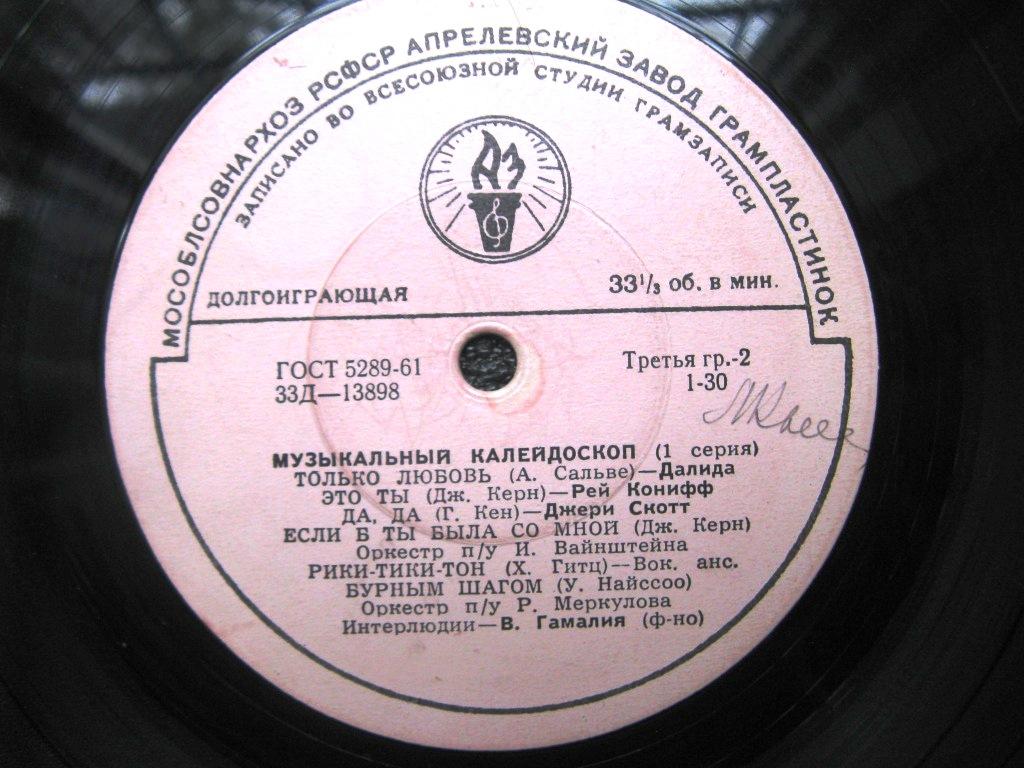 МОСОБЛСОВНАРХОЗ РСФСР АПРЕЛЕВСКИЙ ЗАВОД ГРАМПЛАСТИНОК
ЗАПИСАНО ВО ВСЕСОЮЗНОЙ СТУДИИ ГРАМЗАПИСИ
АЗ
ДОЛГОИГРАЮЩАЯ
33 1/3 об. в мин.
ГОСТ 5289-61
33Д—13898
Третья гр.-2
1-30
МУЗЫКАЛЬНЫЙ КАЛЕЙДОСКОП (1 серия)
ТОЛЬКО ЛЮБОВЬ (А. Сальве)—Далида
ЭТО ТЫ (Дж. Керн)—Рей Конифф
ДА, ДА (Г. Кен)—Джери Скотт
ЕСЛИ Б ТЫ БЫЛА СО МНОЙ (Дж. Керн)
Оркестр п/у И. Вайнштейна
РИКИ-ТИКИ-ТОН (Х. Гитц)—Вок. анс.
БУРНЫМ ШАГОМ (У. Найссоо)
Оркестр п/у Р. Меркулова
Интерлюдии—В. Гамалия (ф-но)